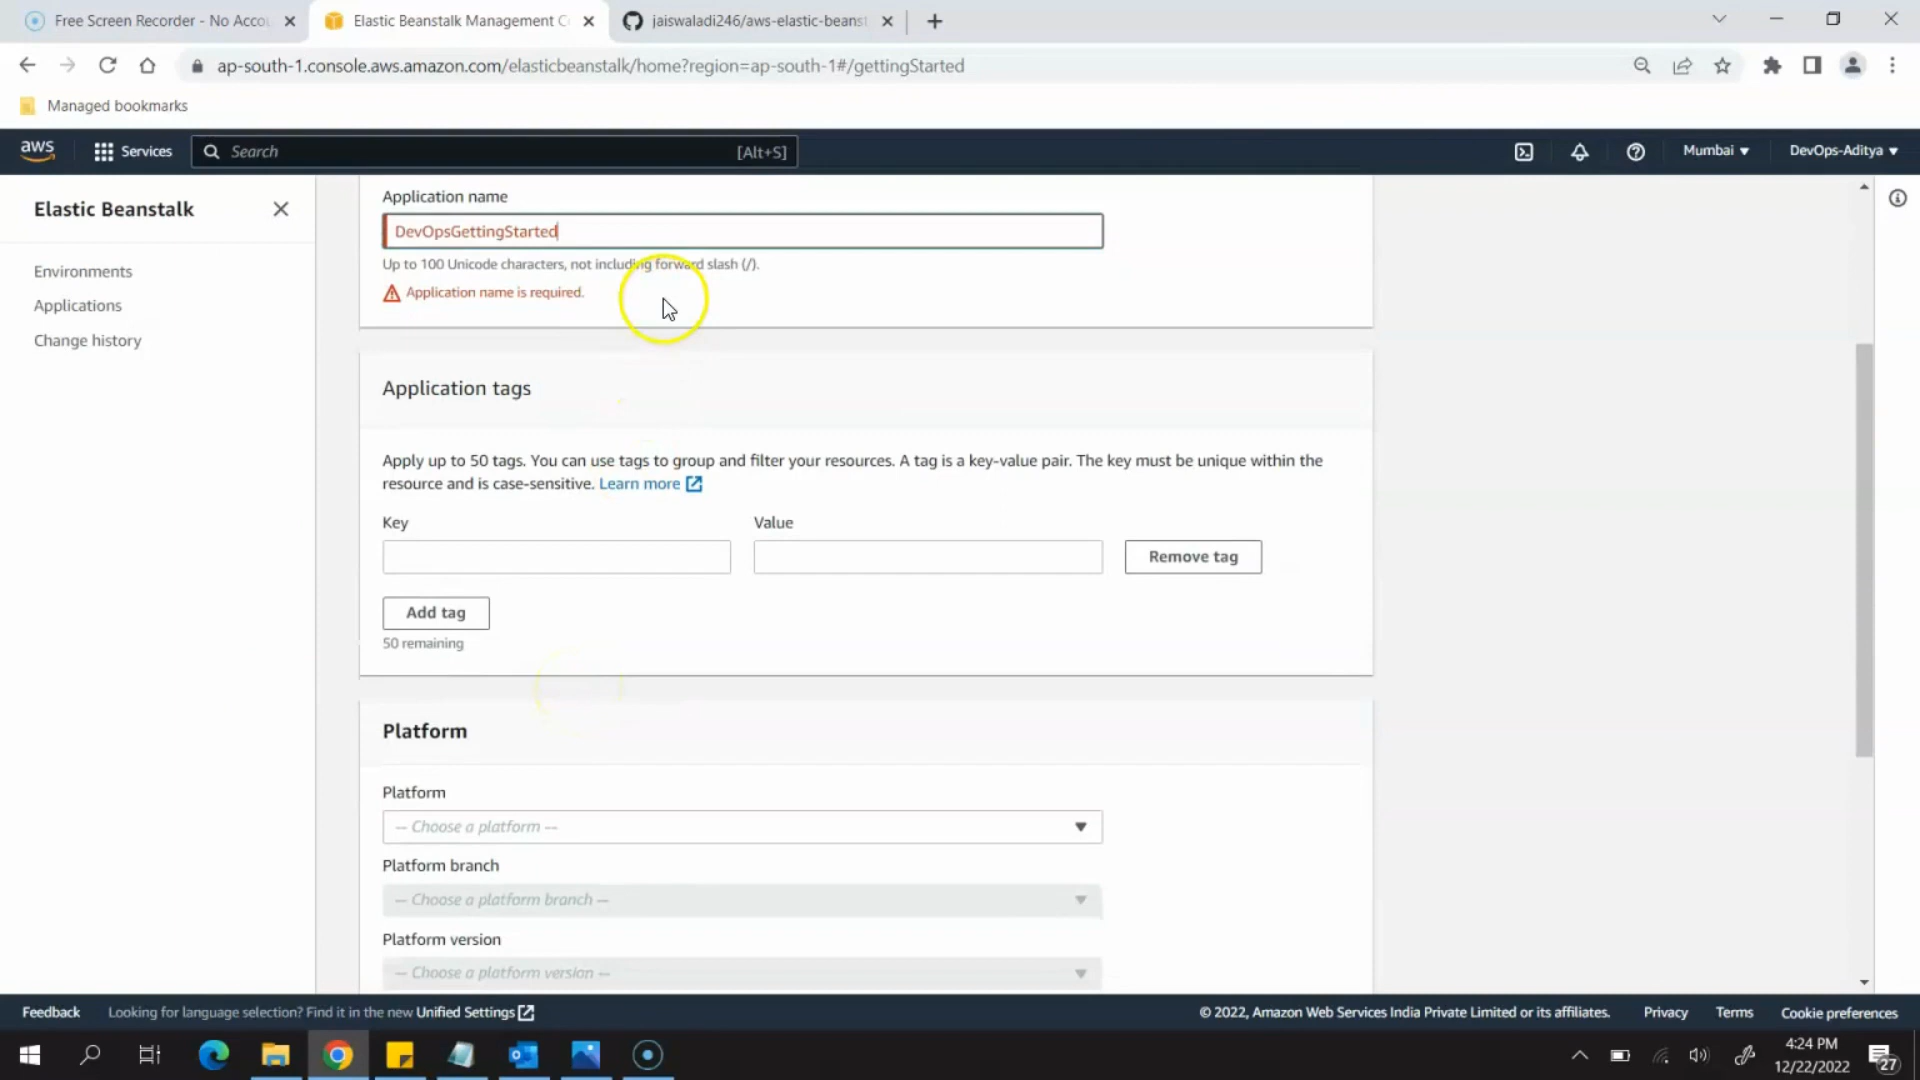 Free Screen Recorder - No Acco
Elastic Beanstalk Management C
jaiswaladi246/aws-elastic-beans
ap-south-1.console.aws.amazon.com/elasticbeanstalk/home?region=ap-south-1#/gettingStarted
Managed bookmarks
aws
Services
Search
[Alt+S]
Mumbai
DevOps-Aditya
Elastic Beanstalk
Environments
Applications
Change history
Application name
DevOpsGettingStarted
Up to 100 Unicode characters, not including forward slash (/).
Application name is required.
Application tags
Apply up to 50 tags. You can use tags to group and filter your resources. A tag is a key-value pair. The key must be unique within the
resource and is case-sensitive. Learn more
Key
Value
Remove tag
Add tag
50 remaining
Platform
Platform
-- Choose a platform --
Platform branch
-- Choose a platform branch --
Platform version
-- Choose a platform version --
Feedback
Looking for language selection? Find it in the new Unified Settings
© 2022, Amazon Web Services India Private Limited or its affiliates.
Privacy
Terms
Cookie preferences
4:24 PM
12/22/2022
27